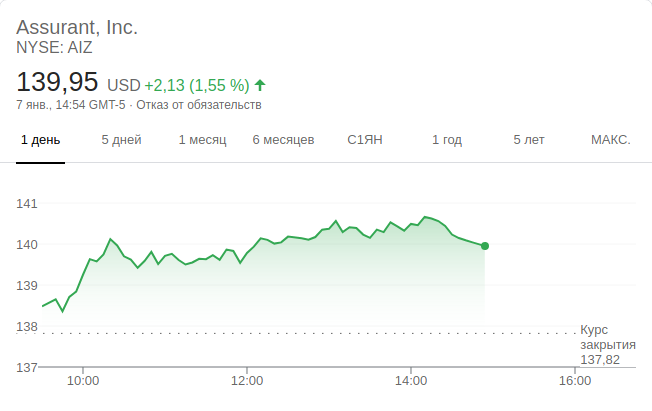 Assurant, Inc.
NYSE: AIZ
139,95 USD +2,13 (1,55 %)
7 янв., 14:54 GMT-5 · Отказ от обязательств
1 день 5 дней 1 месяц 6 месяцев С1ЯН 1 год 5 лет МАКС.
141
140
139
138
137
Курс
закрытия
137,82
10:00 12:00 14:00 16:00